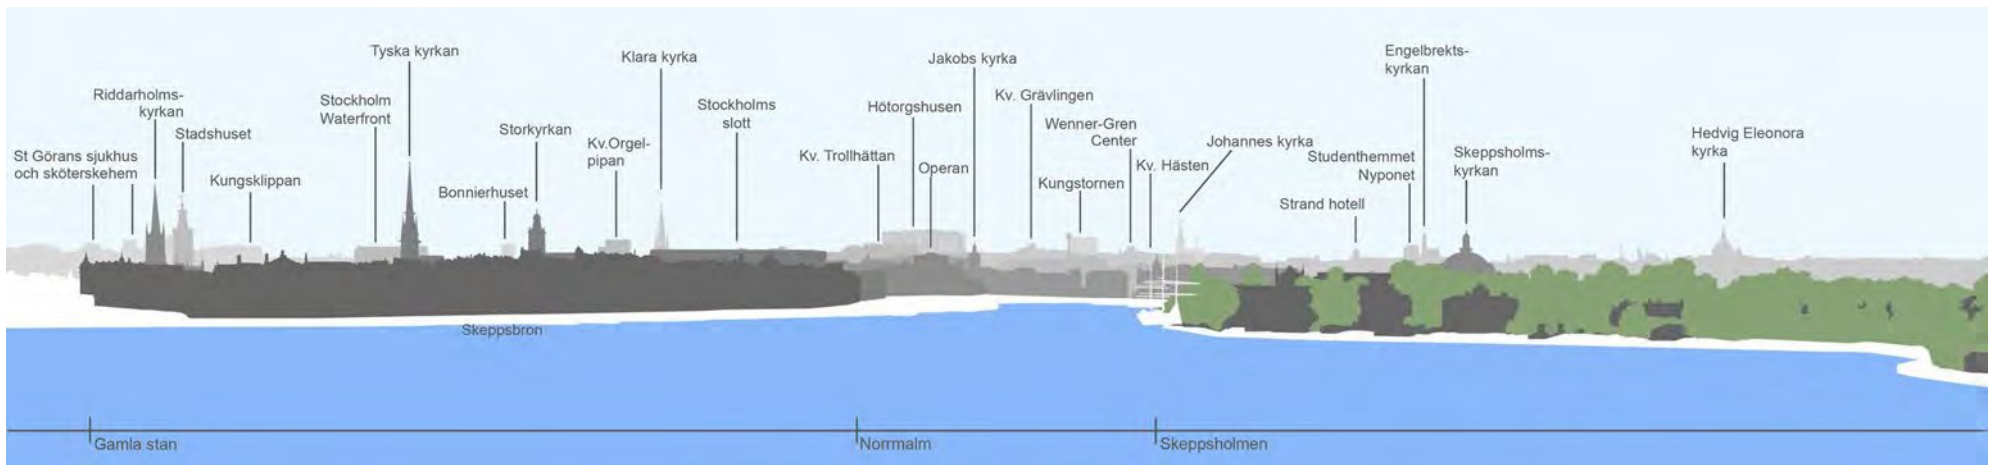 St Görans sjukhus
och sköterskehem
Riddarholms-
kyrkan
Stadshuset
Kungsklippan
Stockholm
Waterfront
Tyska kyrkan
Bonnierhuset
Storkyrkan
Kv.Orgel-
pipan
Klara kyrka
Stockholms
slott
Kv. Trollhättan
Hötorgshusen
Operan
Jakobs kyrka
Kv. Grävlingen
Kungstornen
Wenner-Gren
Center
Kv. Hästen
Johannes kyrka
Strand hotell
Studenthemmet
Nyponet
Engelbrekts-
kyrkan
Skeppsholms-
kyrkan
Hedvig Eleonora
kyrka
Skeppsbron
Gamla stan
Norrmalm
Skeppsholmen